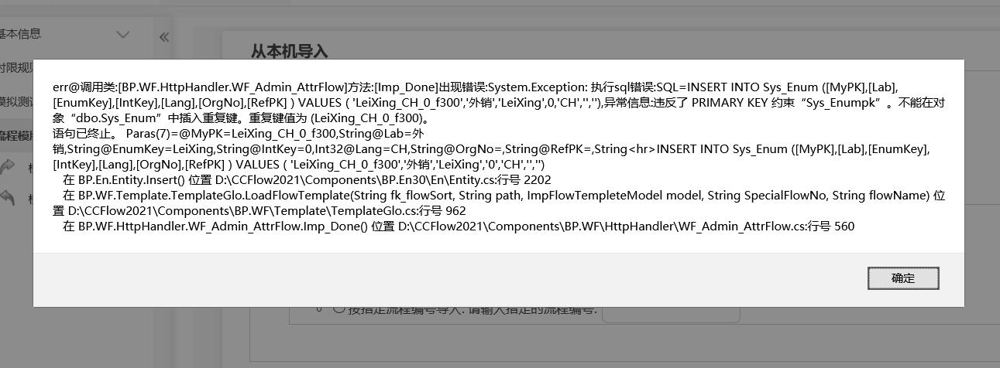 基本信息
«
从本机导入
时限规则
err@调用类:[BP.WF.HttpHandler.WF_Admin_AttrFlow]方法:[Imp_Done]出现错误:System.Exception: 执行sql错误:SQL=INSERT INTO Sys_Enum ([MyPK],[Lab],
[EnumKey],[IntKey],[Lang],[OrgNo],[RefPK] ) VALUES ( 'LeiXing_CH_0_f300','外销','LeiXing',0,'CH','',''),异常信息:违反了 PRIMARY KEY 约束“Sys_Enumpk”。不能在对
象“dbo.Sys_Enum”中插入重复键。重复键值为 (LeiXing_CH_0_f300)。
语句已终止。 Paras(7)=@MyPK=LeiXing_CH_0_f300,String@Lab=外
销,String@EnumKey=LeiXing,String@IntKey=0,Int32@Lang=CH,String@OrgNo=,String@RefPK=,String<hr>INSERT INTO Sys_Enum ([MyPK],[Lab],[EnumKey],
[IntKey],[Lang],[OrgNo],[RefPK] ) VALUES ( 'LeiXing_CH_0_f300','外销','LeiXing','0','CH','','')
在 BP.En.Entity.Insert() 位置 D:\CCFlow2021\Components\BP.En30\En\Entity.cs:行号 2202
在 BP.WF.Template.TemplateGlo.LoadFlowTemplate(String fk_flowSort, String path, ImpFlowTempleteModel model, String SpecialFlowNo, String flowName) 位
置 D:\CCFlow2021\Components\BP.WF\Template\TemplateGlo.cs:行号 962
在 BP.WF.HttpHandler.WF_Admin_AttrFlow.Imp_Done() 位置 D:\CCFlow2021\Components\BP.WF\HttpHandler\WF_Admin_AttrFlow.cs:行号 560
模拟测试
流程模版
确定
按指定流程编号导入: 请输入指定的流程编号: